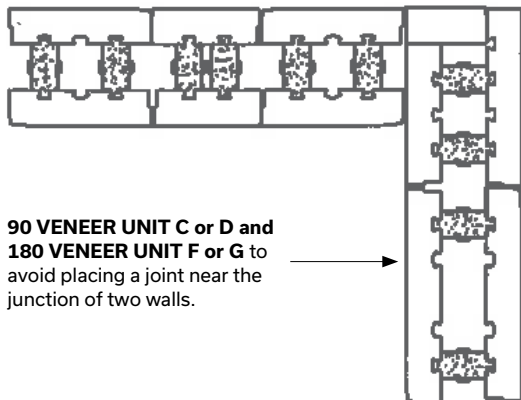 90 VENEER UNIT C or D and
180 VENEER UNIT F or G to
avoid placing a joint near the
junction of two walls.